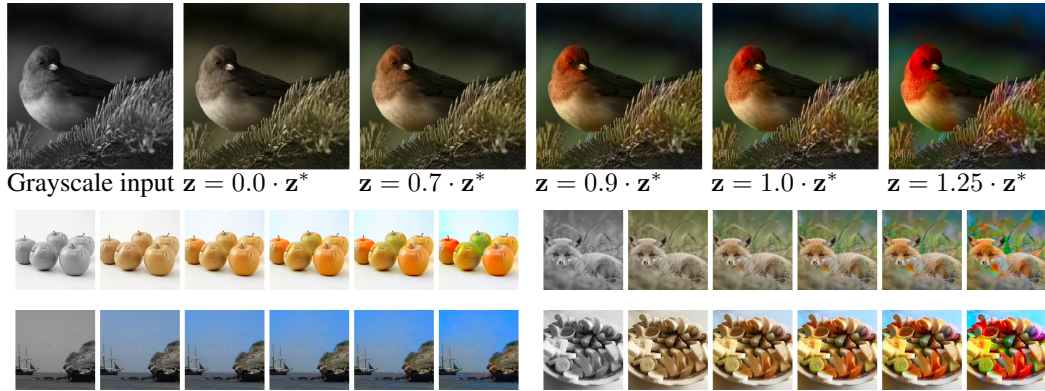 Grayscale input z = 0.0 · z* z = 0.7 · z* z = 0.9 · z* z = 1.0 · z* z = 1.25 · z*